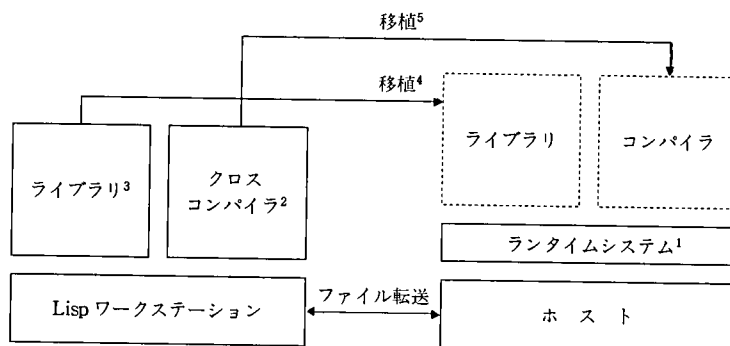 移植⁵
移植⁴
ライブラリ³
クロス
コンパイラ²
ライブラリ
コンパイラ
ランタイムシステム¹
Lisp ワークステーション
ファイル転送
ホスト